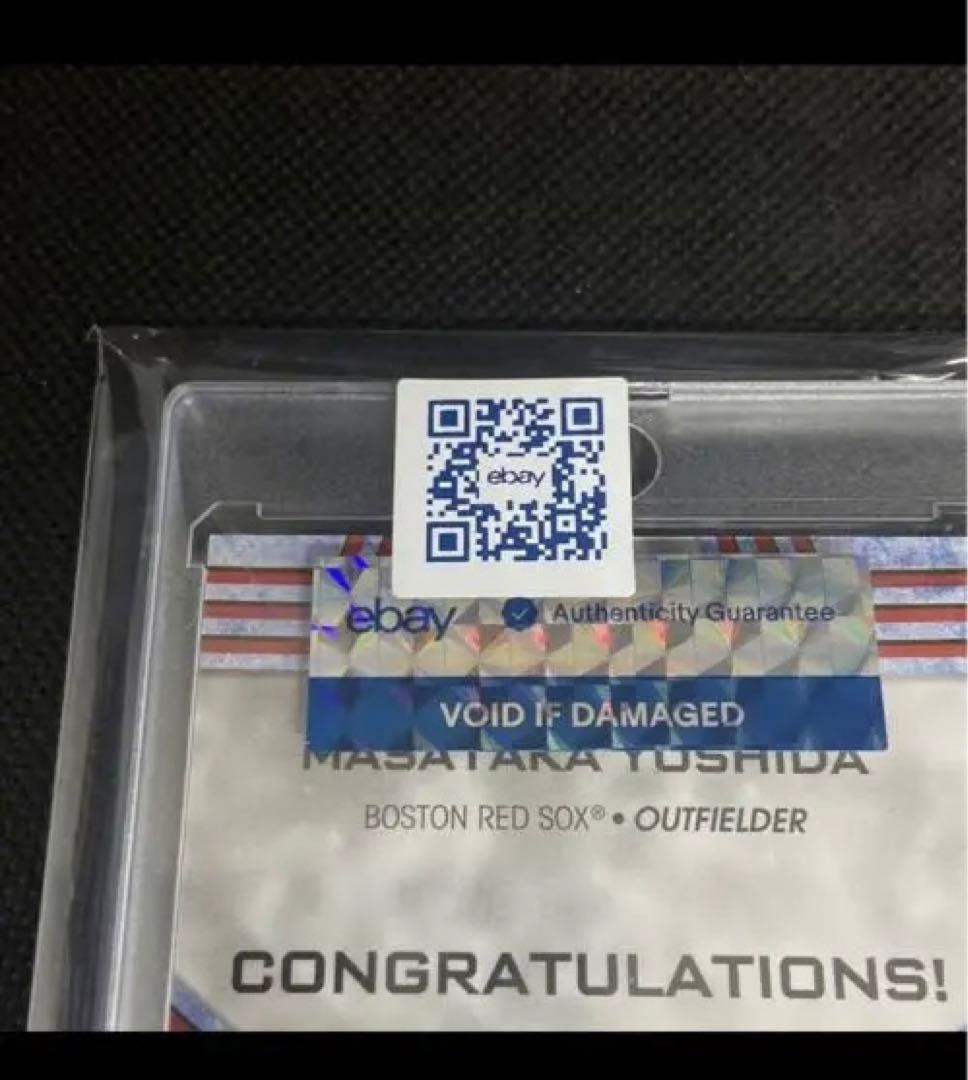 ebay
ebay Authenticity Guarantee
VOID IF DAMAGED
MASATAKA YOSHIDA
BOSTON RED SOX® • OUTFIELDER
CONGRATULATIONS!